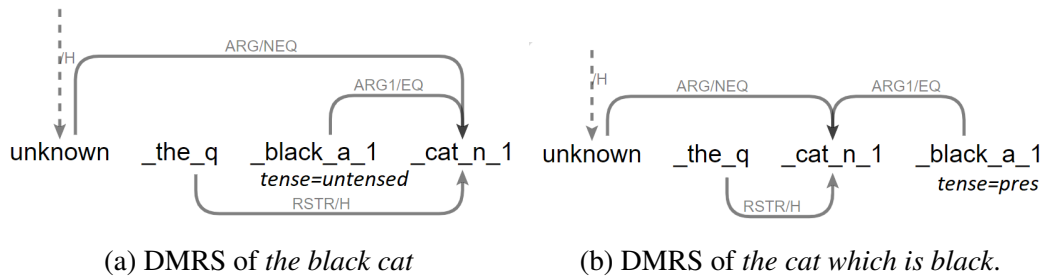 /H
ARG/NEQ
ARG1/EQ
unknown _the_q _black_a_1 _cat_n_1
tense=untensed
RSTR/H
(a) DMRS of the black cat
/H
ARG/NEQ ARG1/EQ
unknown _the_q _cat_n_1 _black_a_1
tense=pres
RSTR/H
(b) DMRS of the cat which is black.